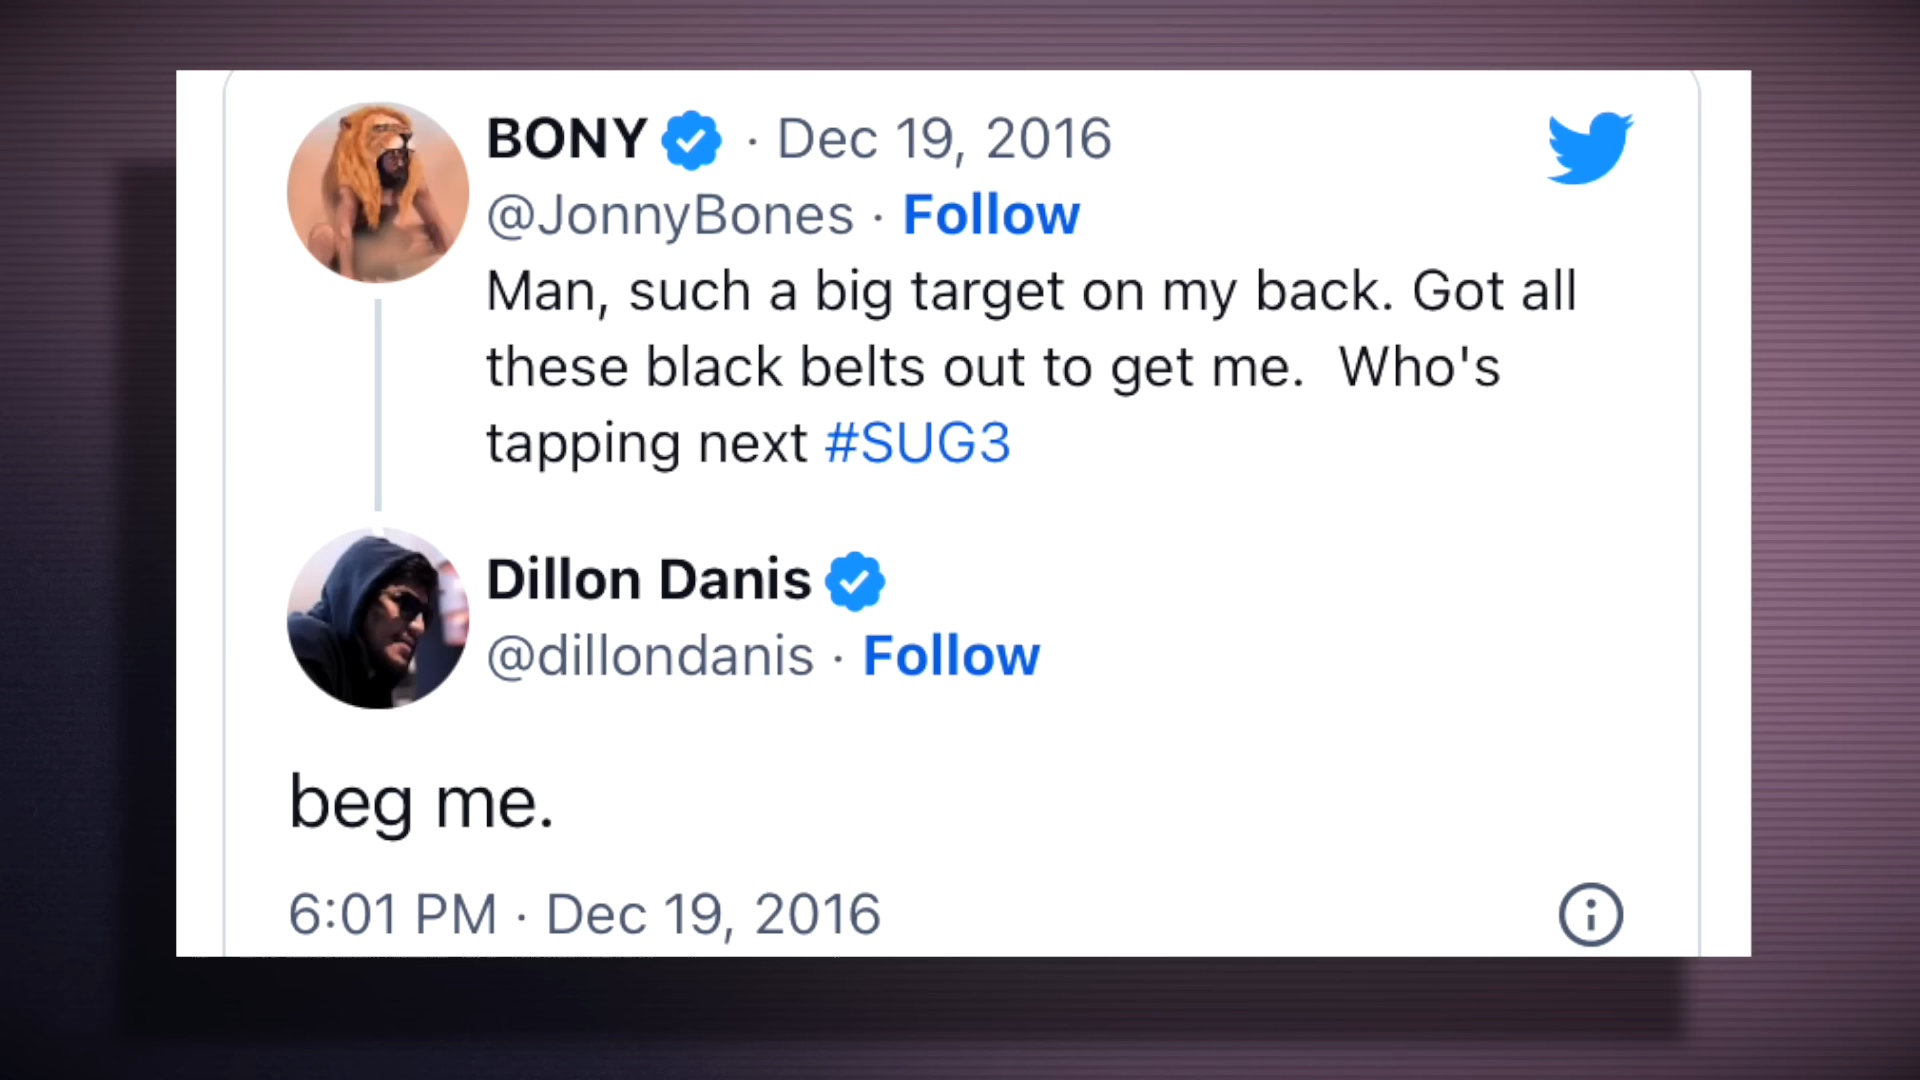 BONY · Dec 19, 2016
@JonnyBones · Follow
Man, such a big target on my back. Got all
these black belts out to get me.  Who's
tapping next #SUG3
Dillon Danis
@dillondanis · Follow
beg me.
6:01 PM · Dec 19, 2016